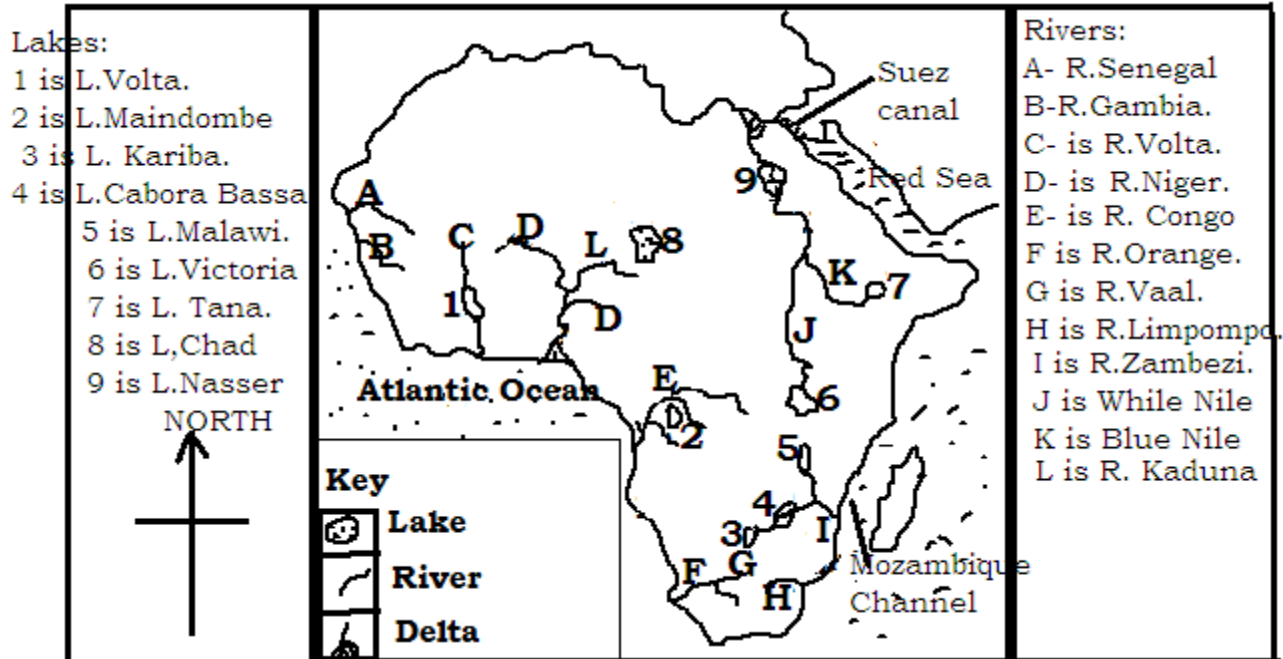 Lakes:
1 is L.Volta.
2 is L.Maindombe
3 is L. Kariba.
4 is L.Cabora Bassa
5 is L.Malawi.
6 is L.Victoria
7 is L. Tana.
8 is L,Chad
9 is L.Nasser
NORTH
Suez
canal
Red Sea
9
A
B
C
D
L
8
K
7
1
D
J
Atlantic Ocean
E
6
2
5
4
3
I
G
F
H
Mozambique
Channel
Key
Lake
River
Delta
Rivers:
A- R.Senegal
B-R.Gambia.
C- is R.Volta.
D- is R.Niger.
E- is R. Congo
F is R.Orange.
G is R.Vaal.
H is R.Limpompo.
I is R.Zambezi.
J is While Nile
K is Blue Nile
L is R. Kaduna